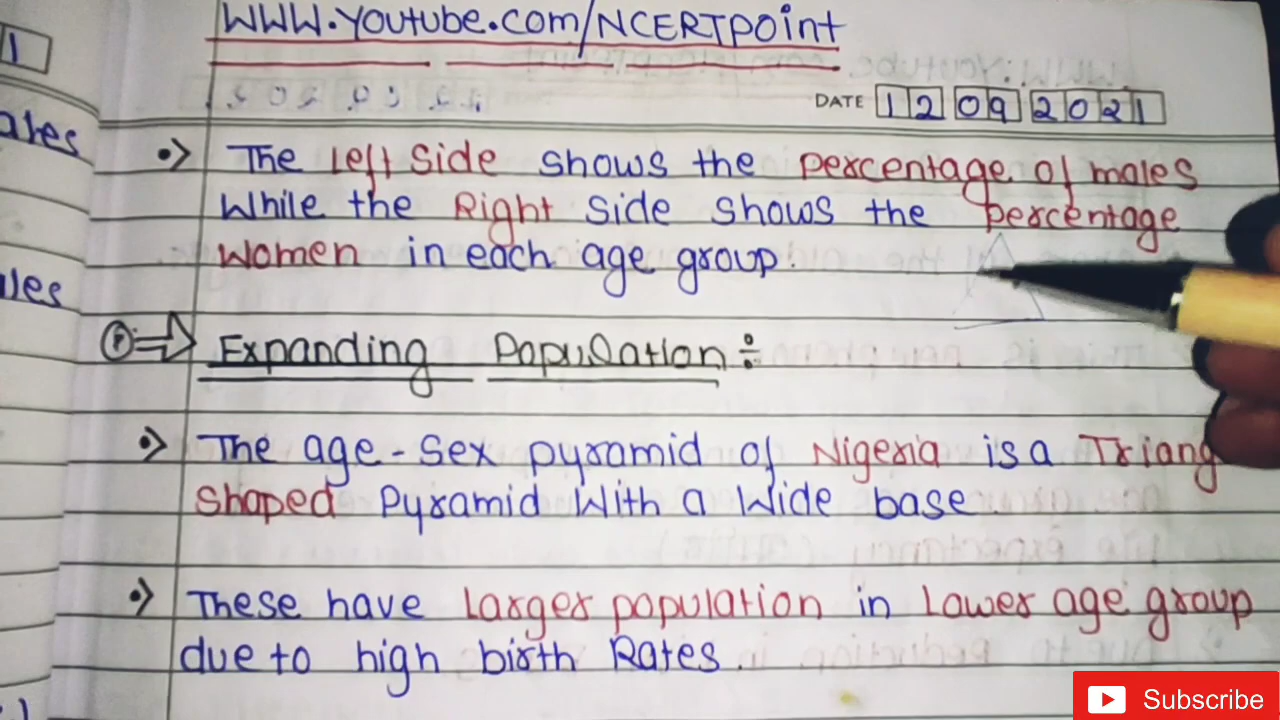 WWW.Youtube.com/NCERTPOint
DATE 12 09 2021
The Left Side shows the percentage of males
While the Right Side shows the percentage
Women in each age group.
Expanding Population
The age-sex pyramid of Nigeria is a Triang
shaped Pyramid With a Wide base
These have Larger population in Lower age group
due to high birth Rates.
Subscribe